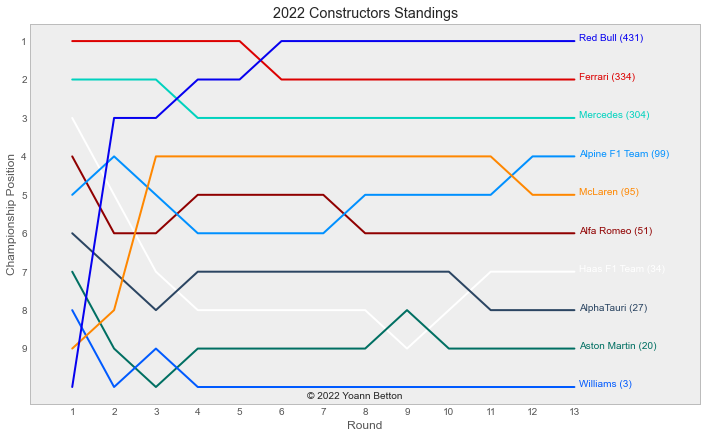 2022 Constructors Standings
Championship Position
1
2
3
4
5
6
7
8
9
Red Bull (431)
Ferrari (334)
Mercedes (304)
Alpine F1 Team (99)
McLaren (95)
Alfa Romeo (51)
Haas F1 Team (34)
AlphaTauri (27)
Aston Martin (20)
Williams (3)
© 2022 Yoann Betton
1 2 3 4 5 6 7 8 9 10 11 12 13
Round